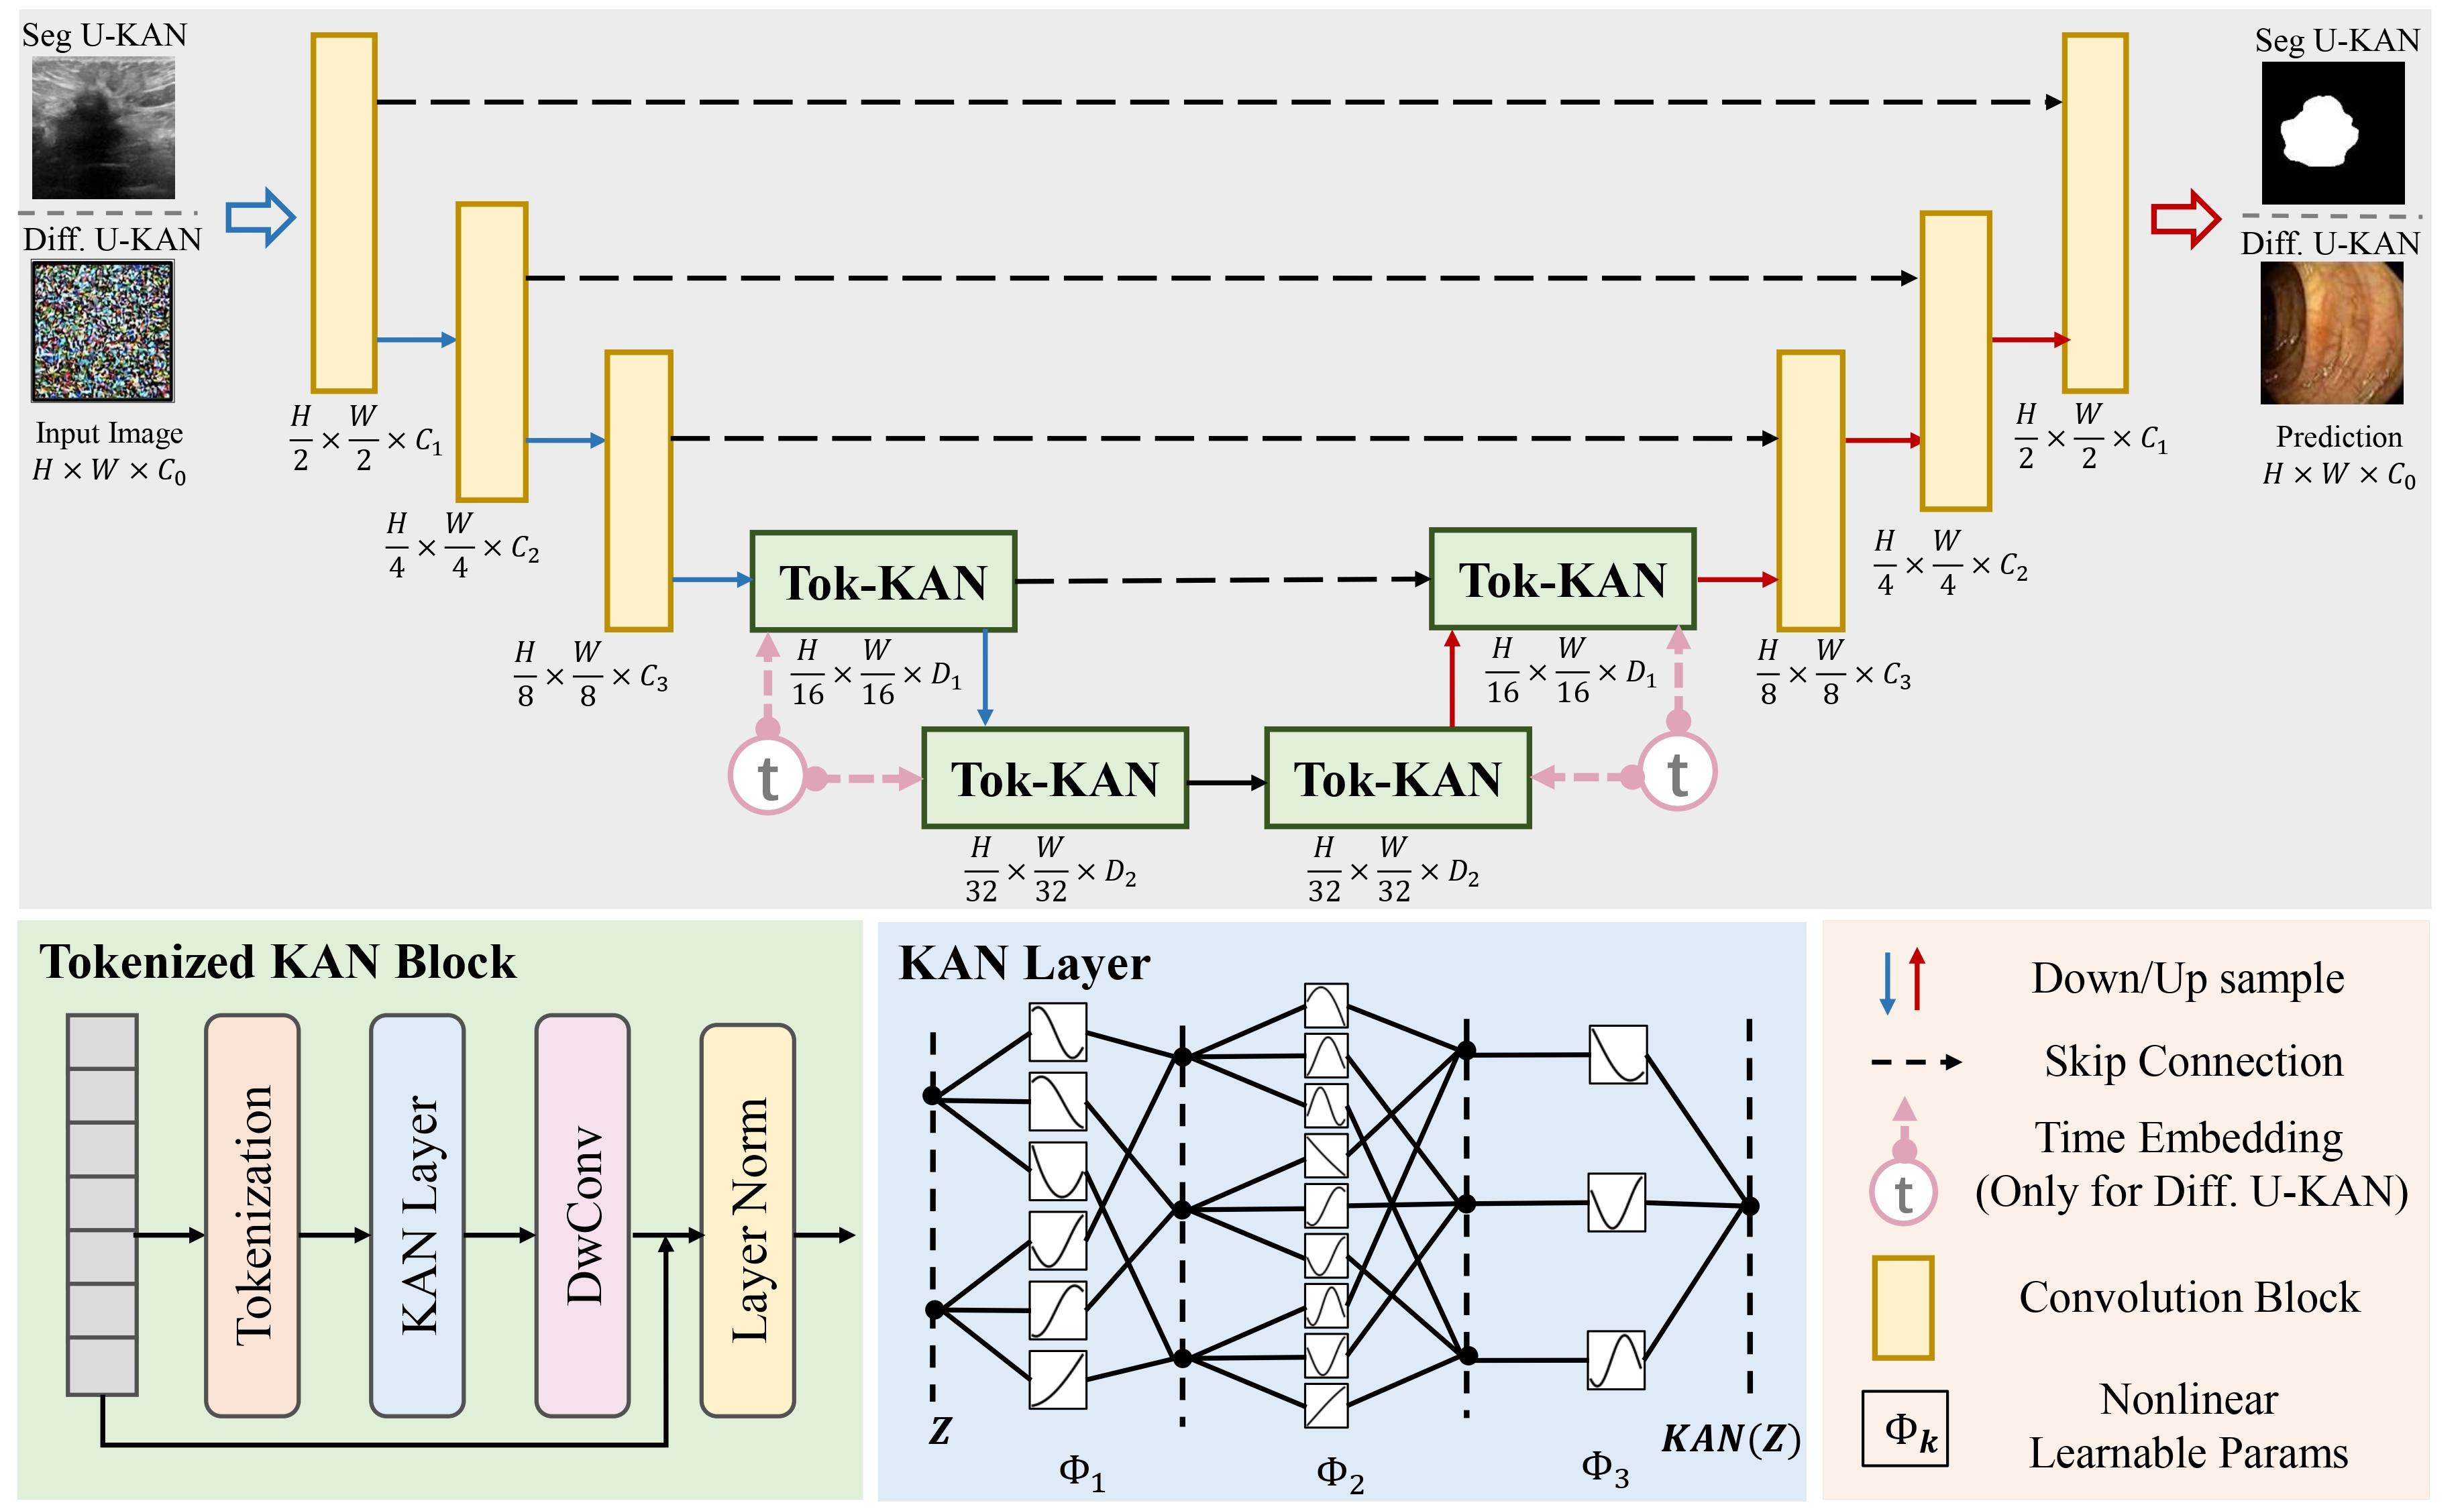 Seg U-KAN
Diff. U-KAN
Input Image
H × W × C₀
H/2 × W/2 × C₁
H/4 × W/4 × C₂
H/8 × W/8 × C₃
Tok-KAN
H/16 × W/16 × D₁
t
Tok-KAN
H/32 × W/32 × D₂
Tok-KAN
H/32 × W/32 × D₂
Tok-KAN
H/16 × W/16 × D₁
t
H/8 × W/8 × C₃
H/4 × W/4 × C₂
H/2 × W/2 × C₁
Seg U-KAN
Diff. U-KAN
Prediction
H × W × C₀
Tokenized KAN Block
Tokenization
KAN Layer
DwConv
Layer Norm
KAN Layer
Z
Φ₁
Φ₂
Φ₃
KAN(Z)
Down/Up sample
Skip Connection
t
Time Embedding
(Only for Diff. U-KAN)
Convolution Block
Φₖ
Nonlinear
Learnable Params